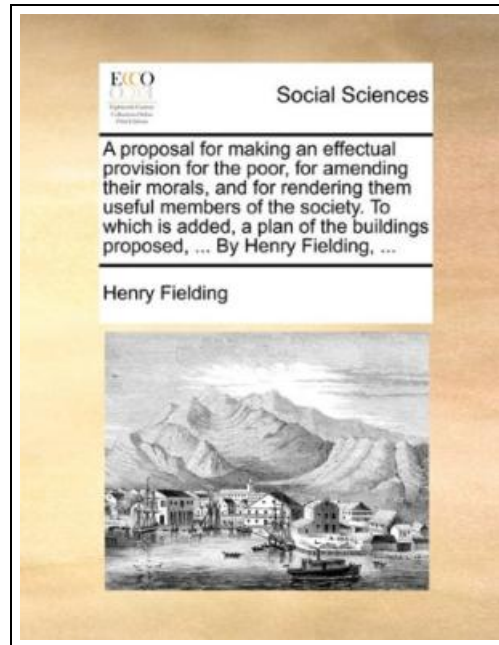 ECCO
Social Sciences
A proposal for making an effectual
provision for the poor, for amending
their morals, and for rendering them
useful members of the society. To
which is added, a plan of the buildings
proposed, ... By Henry Fielding, ...
Henry Fielding